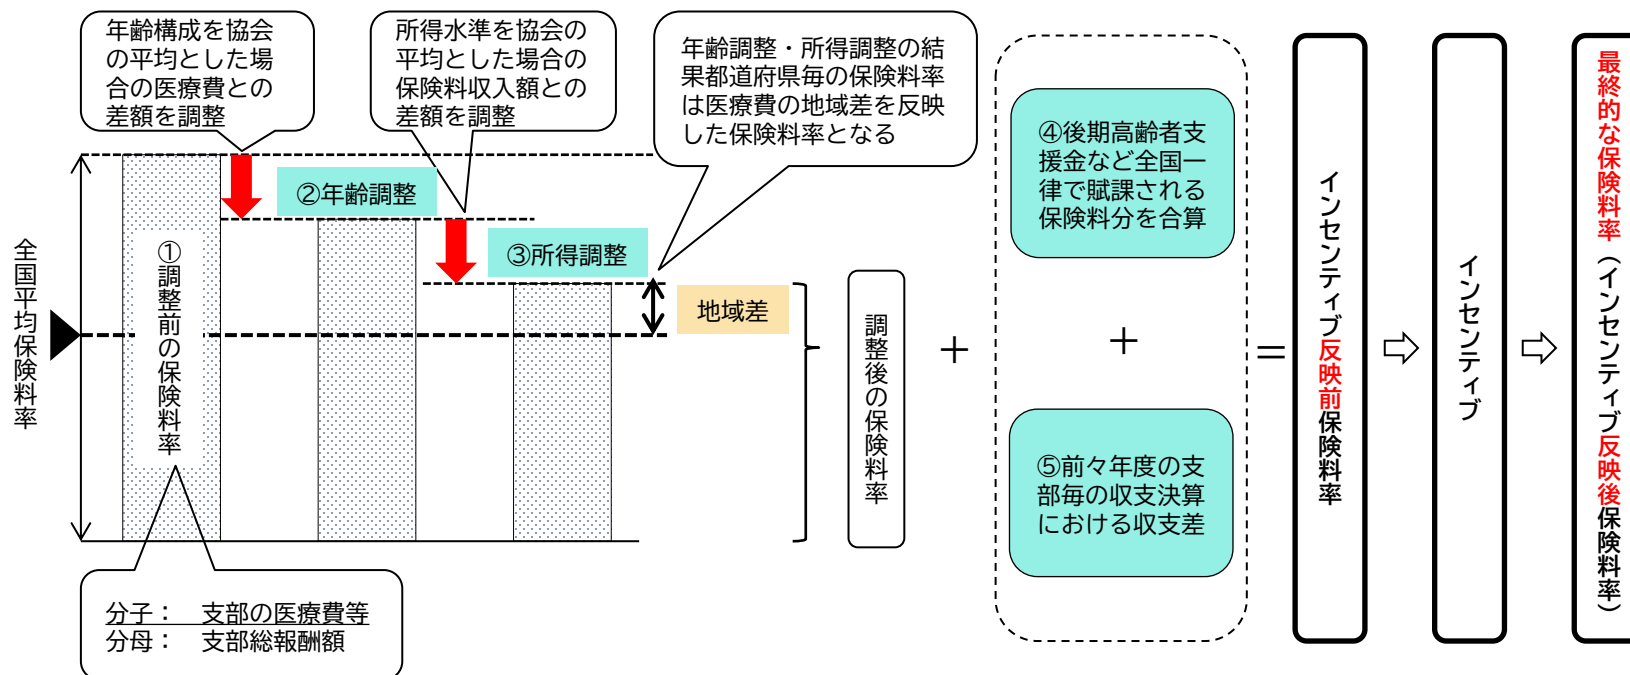 年齢構成を協会
の平均とした場
合の医療費との
差額を調整
所得水準を協会の
平均とした場合の
保険料収入額との
差額を調整
年齢調整・所得調整の結
果都道府県毎の保険料率
は医療費の地域差を反映
した保険料率となる
②年齢調整
③所得調整
地域差
全国平均保険料率
①調整前の保険料率
分子： 支部の医療費等
分母： 支部総報酬額
調整後の保険料率
＋
④後期高齢者支
援金など全国一
律で賦課される
保険料分を合算
＋
⑤前々年度の支
部毎の収支決算
における収支差
＝
インセンティブ反映前保険料率
インセンティブ
最終的な保険料率（インセンティブ反映後保険料率）